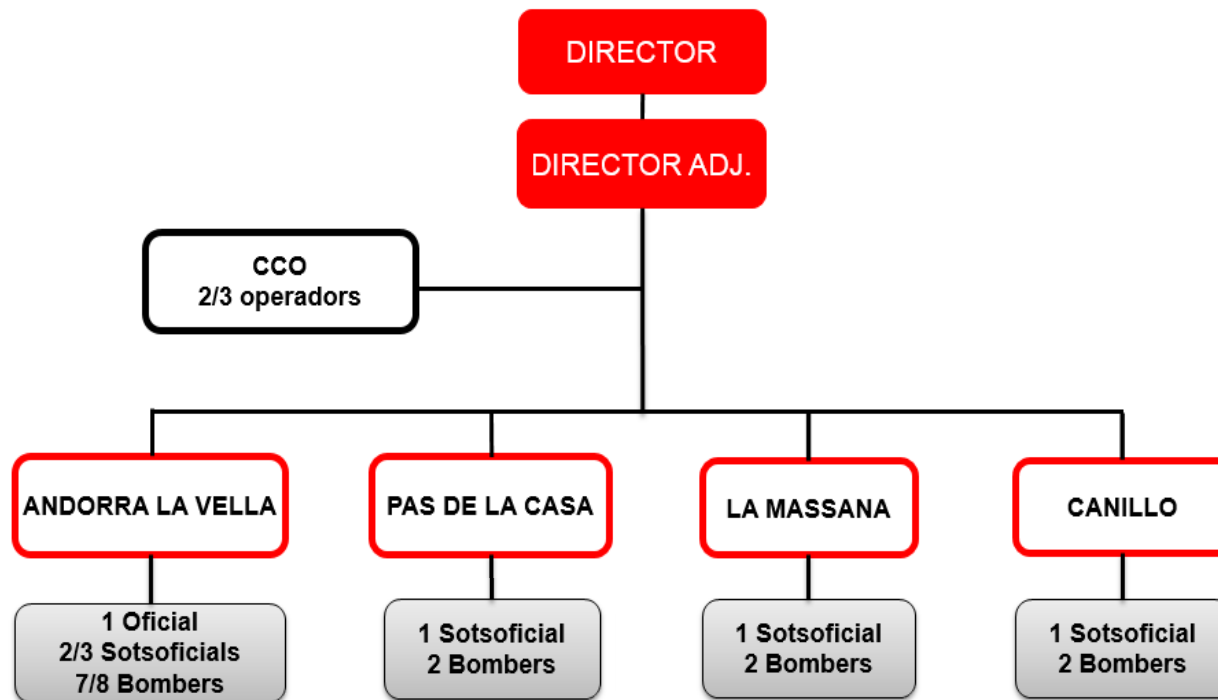 DIRECTOR
DIRECTOR ADJ.
CCO
2/3 operadors
ANDORRA LA VELLA
PAS DE LA CASA
LA MASSANA
CANILLO
1 Oficial
2/3 Sotsoficials
7/8 Bombers
1 Sotsoficial
2 Bombers
1 Sotsoficial
2 Bombers
1 Sotsoficial
2 Bombers